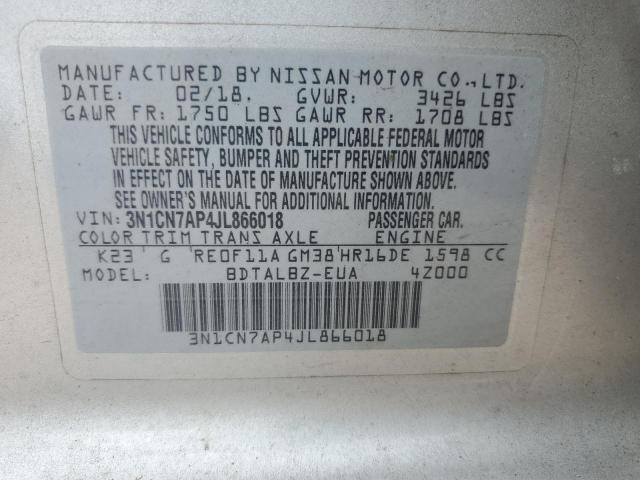 MANUFACTURED BY NISSAN MOTOR CO., LTD.
DATE: 02/18. GVWR: 3426 LBS
GAWR FR: 1750 LBS GAWR RR: 1708 LBS
THIS VEHICLE CONFORMS TO ALL APPLICABLE FEDERAL MOTOR
VEHICLE SAFETY, BUMPER AND THEFT PREVENTION STANDARDS
IN EFFECT ON THE DATE OF MANUFACTURE SHOWN ABOVE.
SEE OWNER'S MANUAL FOR ADDITIONAL INFORMATION.
VIN: 3N1CN7AP4JL866018 PASSENGER CAR.
COLOR TRIM TRANS AXLE ENGINE
K23 G RE0F11A GM38 HR16DE 1598 CC
MODEL: BDTALBZ-EUA 4Z000
3N1CN7AP4JL866018